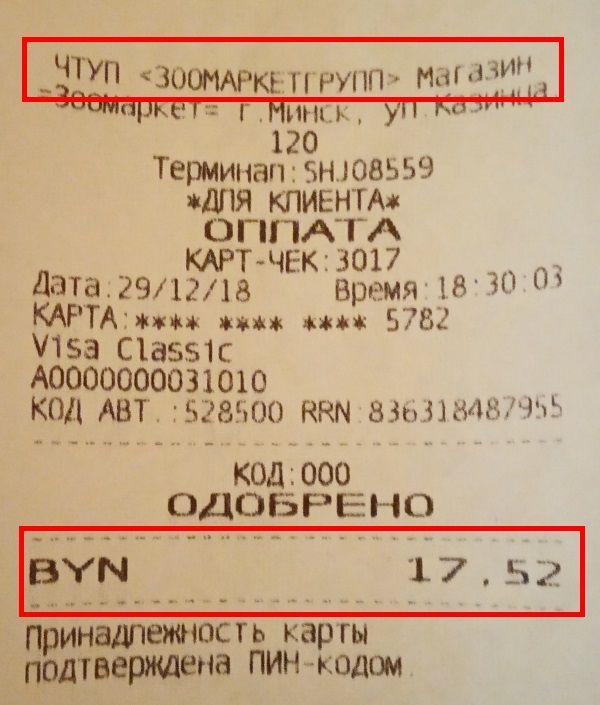 ЧТУП <ЗООМАРКЕТГРУПП> Магазин
=Зоомаркет= г.Минск, ул.Казинца,
120
Терминал:SHJ08559
*ДЛЯ КЛИЕНТА*
ОПЛАТА
КАРТ-ЧЕК:3017
Дата:29/12/18 Время:18:30:03
КАРТА:**** **** **** 5782
Visa Classic
A0000000031010
КОД АВТ.:528500 RRN:836318487955
КОД:000
ОДОБРЕНО
BYN 17.52
Принадлежность карты
подтверждена ПИН-кодом.